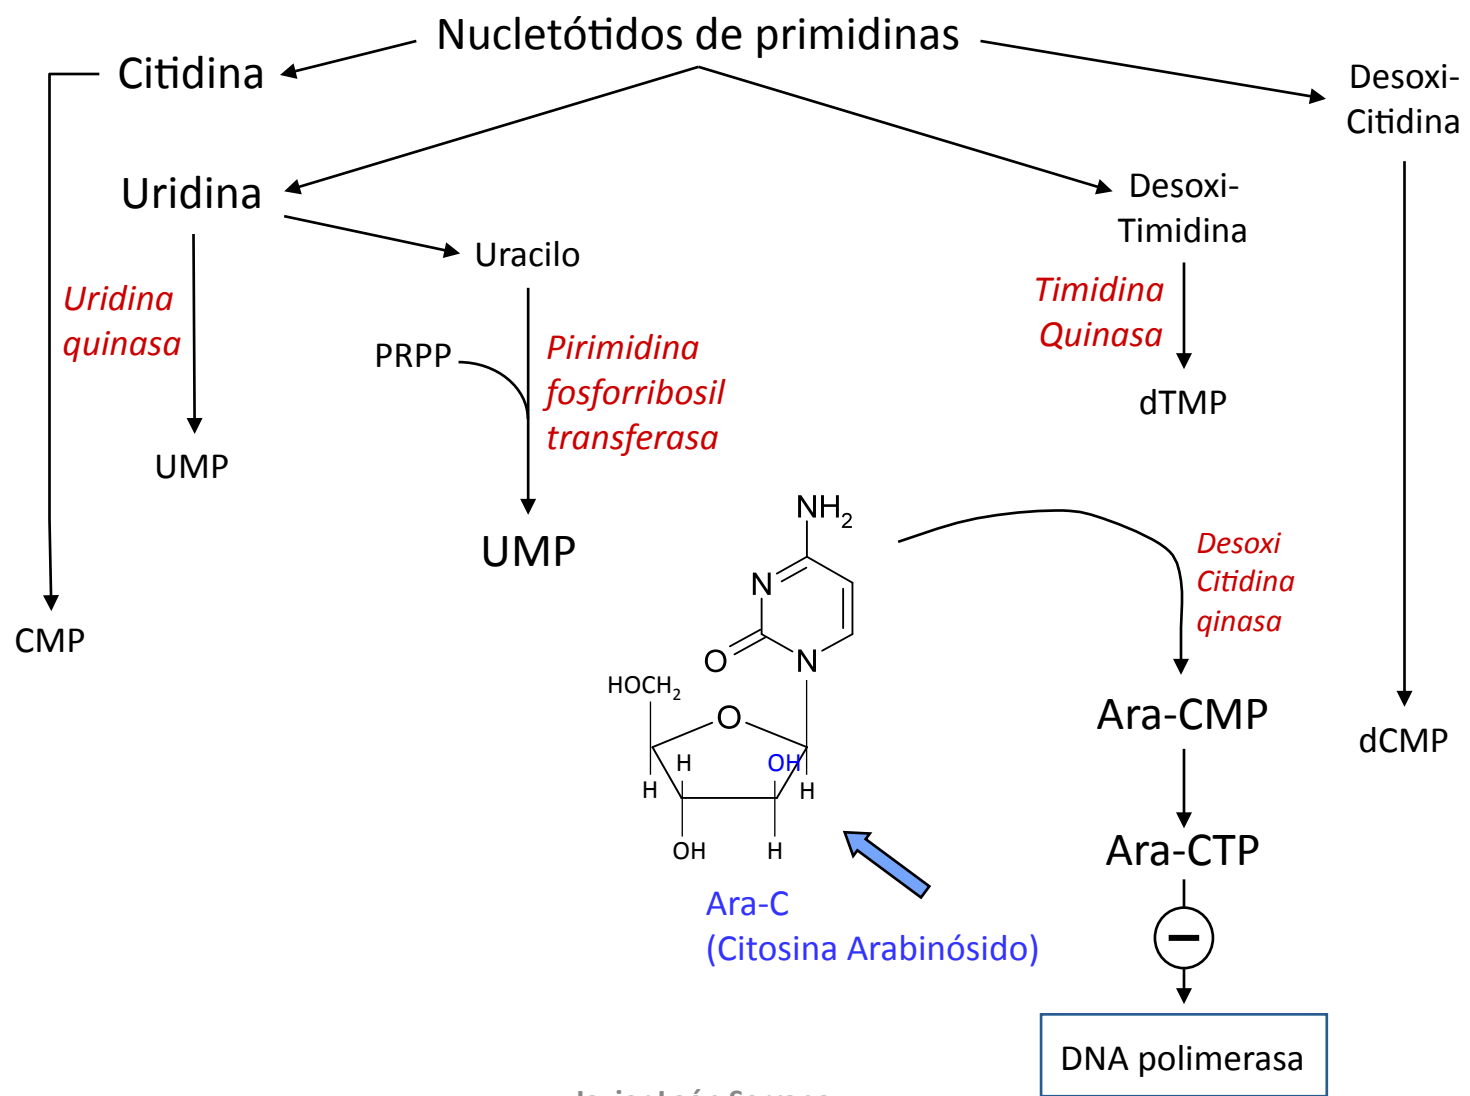 Nucletótidos de primidinas
Citidina
Desoxi-
Citidina
Uridina
Desoxi-
Timidina
Uracilo
Uridina
quinasa
Timidina
Quinasa
PRPP
Pirimidina
fosforribosil
transferasa
dTMP
UMP
UMP
NH2
N
O
N
Desoxi
Citidina
qinasa
CMP
HOCH2
O
H
OH
H
H
OH
H
Ara-CMP
dCMP
Ara-CTP
Ara-C
(Citosina Arabinósido)
−
DNA polimerasa